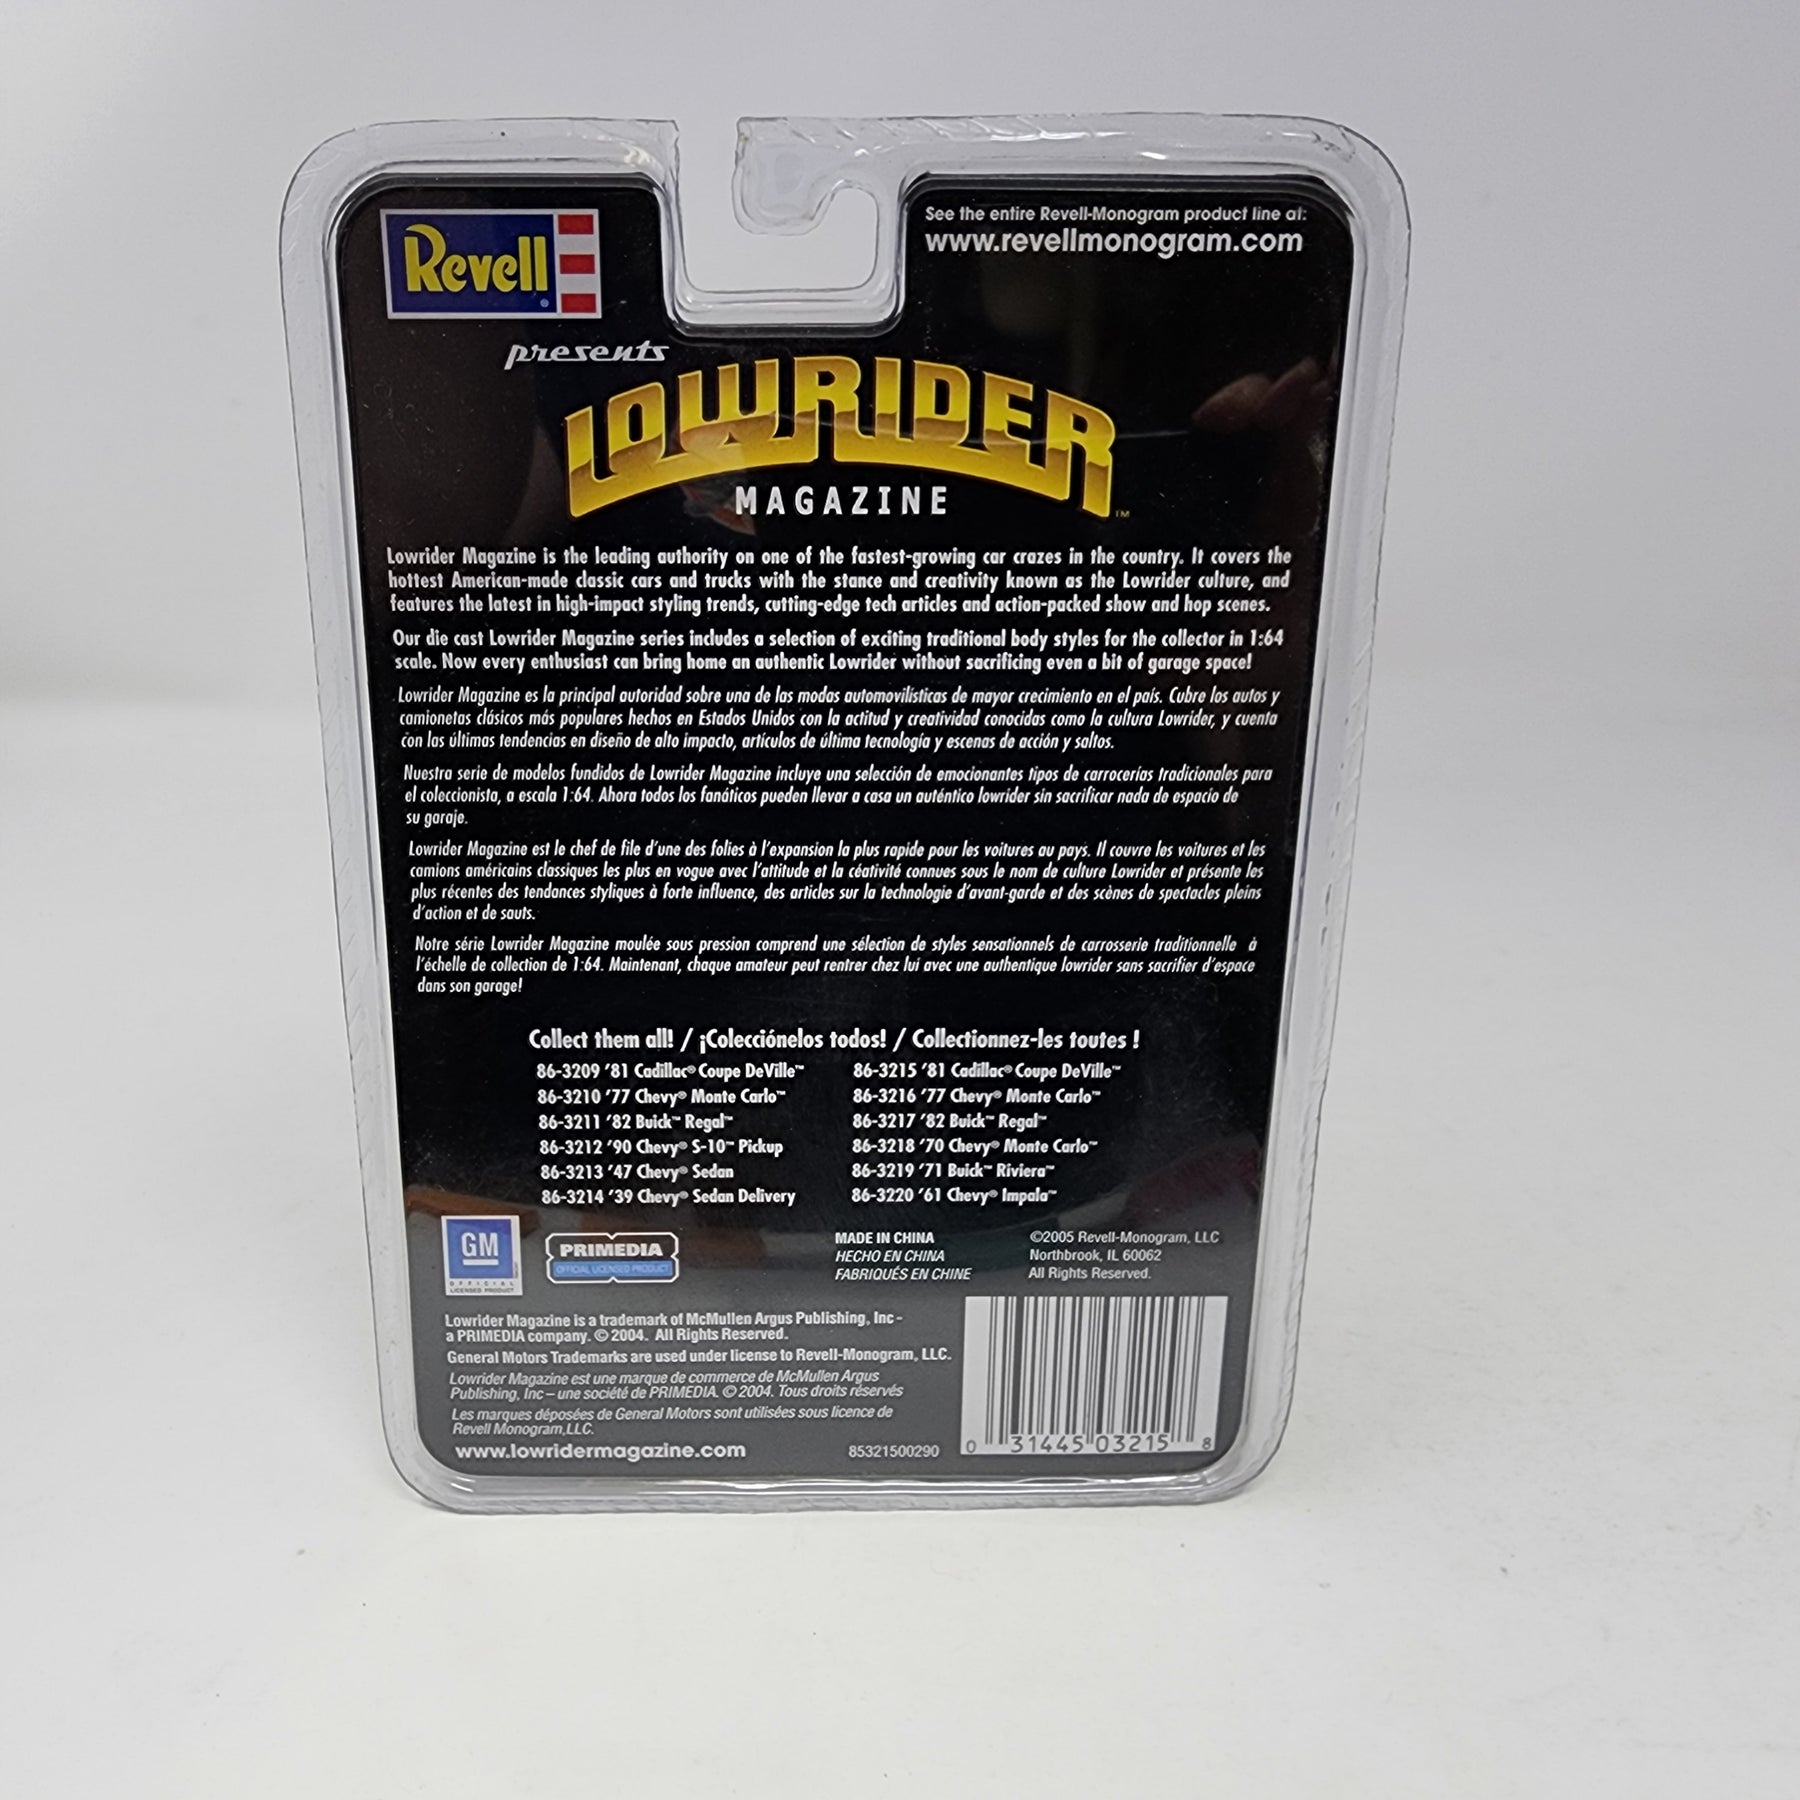 Revell
®
See the entire Revell-Monogram product line at:
www.revellmonogram.com
presents
LOWRIDER
MAGAZINE ™
Lowrider Magazine is the leading authority on one of the fastest-growing car crazes in the country. It covers the
hottest American-made classic cars and trucks with the stance and creativity known as the Lowrider culture, and
features the latest in high-impact styling trends, cutting-edge tech articles and action-packed show and hop scenes.
Our die cast Lowrider Magazine series includes a selection of exciting traditional body styles for the collector in 1:64
scale. Now every enthusiast can bring home an authentic Lowrider without sacrificing even a bit of garage space!
Lowrider Magazine es la principal autoridad sobre una de las modas automovilísticas de mayor crecimiento en el país. Cubre los autos y
camionetas clásicos más populares hechos en Estados Unidos con la actitud y creatividad conocidas como la cultura Lowrider, y cuenta
con las últimas tendencias en diseño de alto impacto, artículos de última tecnología y escenas de acción y saltos.
Nuestra serie de modelos fundidos de Lowrider Magazine incluye una selección de emocionantes tipos de carrocerías tradicionales para
el coleccionista, a escala 1:64. Ahora todos los fanáticos pueden llevar a casa un auténtico lowrider sin sacrificar nada de espacio de
su garaje.
Lowrider Magazine est le chef de file d'une des folies à l'expansion la plus rapide pour les voitures au pays. Il couvre les voitures et les
camions américains classiques les plus en vogue avec l'attitude et la céativité connues sous le nom de culture Lowrider et présente les
plus récentes des tendances styliques à forte influence, des articles sur la technologie d'avant-garde et des scènes de spectacles pleins
d'action et de sauts.
Notre série Lowrider Magazine moulée sous pression comprend une sélection de styles sensationnels de carrosserie traditionnelle à
l'échelle de collection de 1:64. Maintenant, chaque amateur peut rentrer chez lui avec une authentique lowrider sans sacrifier d'espace
dans son garage!
Collect them all! / ¡Colecciónelos todos! / Collectionnez-les toutes !
86-3209 '81 Cadillac® Coupe DeVille™
86-3210 '77 Chevy® Monte Carlo™
86-3211 '82 Buick™ Regal™
86-3212 '90 Chevy® S-10™ Pickup
86-3213 '47 Chevy® Sedan
86-3214 '39 Chevy® Sedan Delivery
86-3215 '81 Cadillac® Coupe DeVille™
86-3216 '77 Chevy® Monte Carlo™
86-3217 '82 Buick™ Regal™
86-3218 '70 Chevy® Monte Carlo™
86-3219 '71 Buick™ Riviera™
86-3220 '61 Chevy® Impala™
GM
OFFICIAL
LICENSED PRODUCT
PRIMEDIA
OFFICIAL LICENSED PRODUCT
MADE IN CHINA
HECHO EN CHINA
FABRIQUÉS EN CHINE
©2005 Revell-Monogram, LLC
Northbrook, IL 60062
All Rights Reserved.
Lowrider Magazine is a trademark of McMullen Argus Publishing, Inc -
a PRIMEDIA company. © 2004. All Rights Reserved.
General Motors Trademarks are used under license to Revell-Monogram, LLC.
Lowrider Magazine est une marque de commerce de McMullen Argus
Publishing, Inc – une société de PRIMEDIA. © 2004. Tous droits réservés
Les marques déposées de General Motors sont utilisées sous licence de
Revell Monogram,LLC.
www.lowridermagazine.com
85321500290
0 31445 03215 8